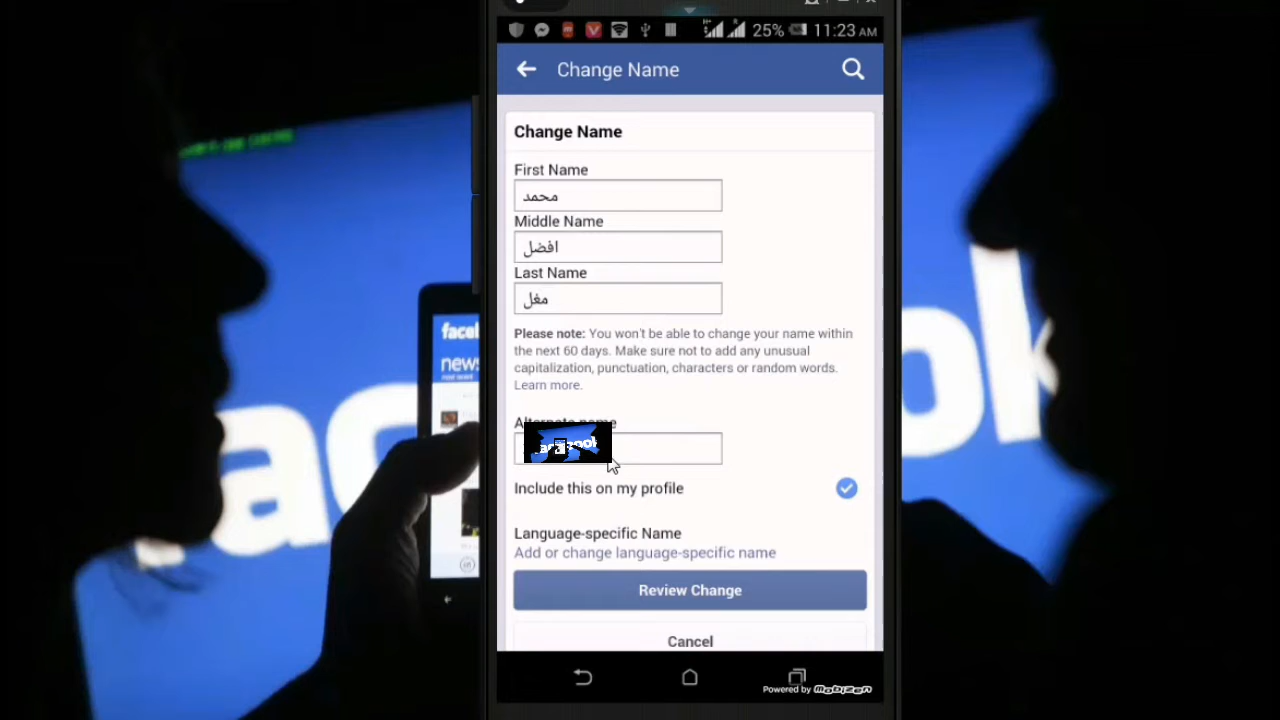 25% 11:23 AM
Change Name
Change Name
First Name
محمد
Middle Name
افضل
Last Name
مغل
Please note: You won't be able to change your name within
the next 60 days. Make sure not to add any unusual
capitalization, punctuation, characters or random words.
Learn more.
Alternate name
Include this on my profile
Language-specific Name
Add or change language-specific name
Review Change
Cancel
Powered by Mobizen